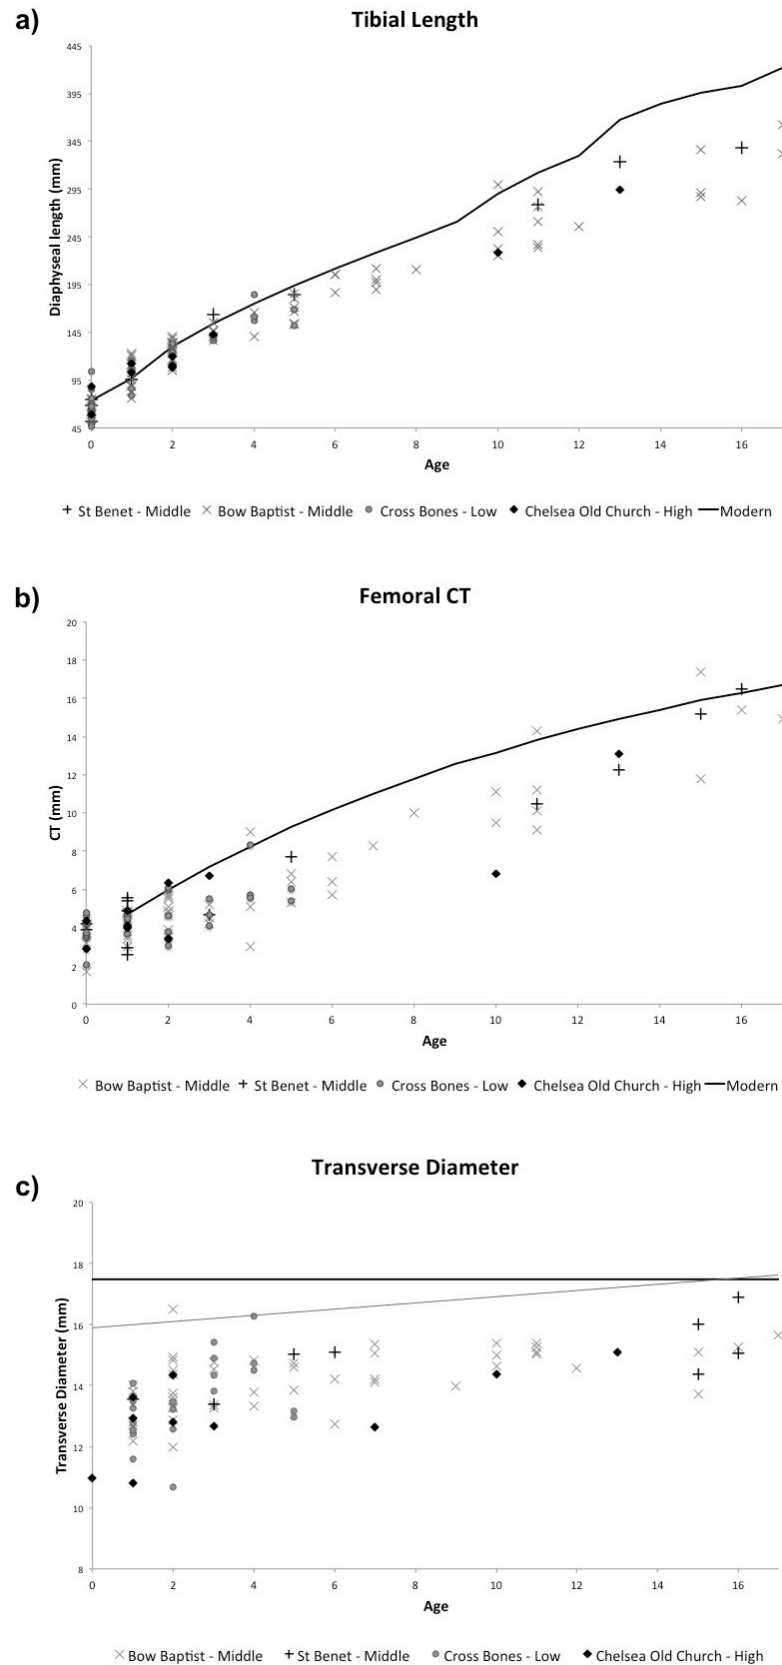 a)
Tibial Length
Diaphyseal length (mm)
445
395
345
295
245
195
145
95
45
0 2 4 6 8 10 12 14 16
Age
St Benet - Middle Bow Baptist - Middle Cross Bones - Low Chelsea Old Church - High Modern
b)
Femoral CT
CT (mm)
20
18
16
14
12
10
8
6
4
2
0
0 2 4 6 8 10 12 14 16
Age
Bow Baptist - Middle St Benet - Middle Cross Bones - Low Chelsea Old Church - High Modern
c)
Transverse Diameter
Transverse Diameter (mm)
20
18
16
14
12
10
8
0 2 4 6 8 10 12 14 16
Age
Bow Baptist - Middle St Benet - Middle Cross Bones - Low Chelsea Old Church - High